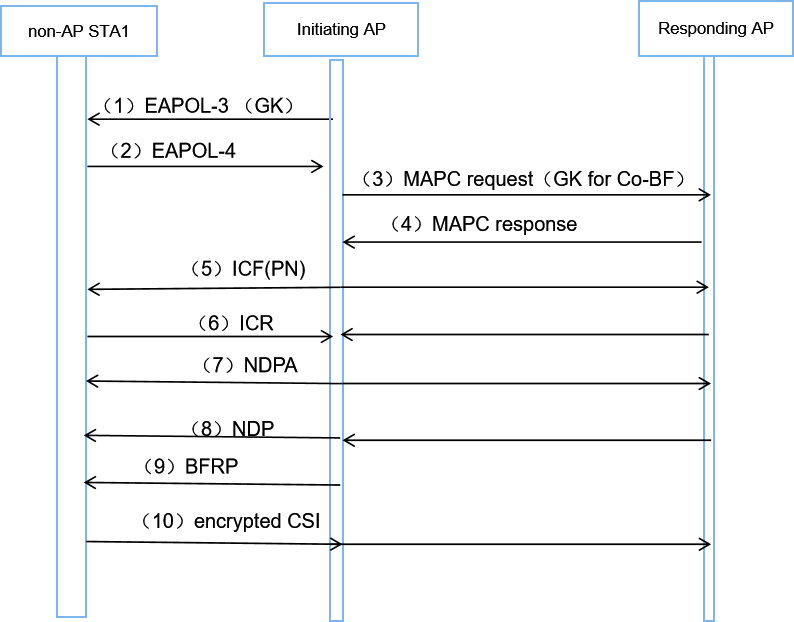 non-AP STA1
Initiating AP
Responding AP
（1）EAPOL-3 （GK）
（2）EAPOL-4
（3）MAPC request（GK for Co-BF）
（4）MAPC response
（5）ICF(PN)
（6）ICR
（7）NDPA
（8）NDP
（9）BFRP
（10）encrypted CSI